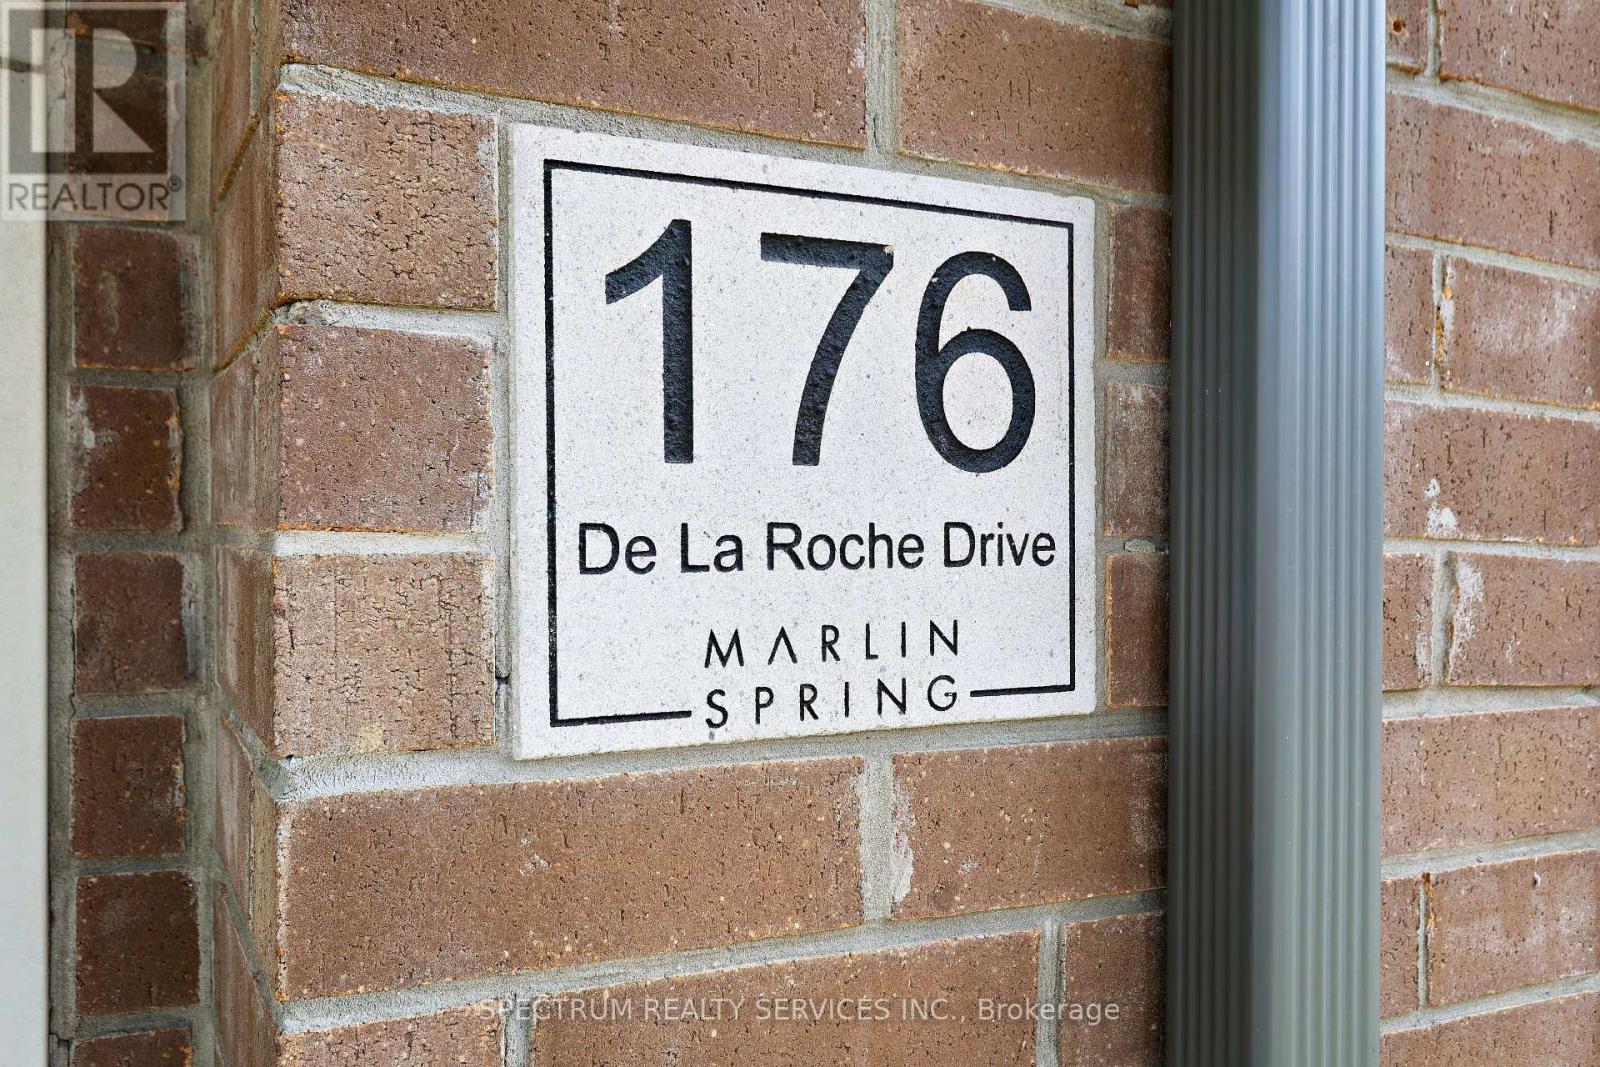 R
REALTOR®
176
De La Roche Drive
MARLIN
SPRING
SPECTRUM REALTY SERVICES INC., Brokerage